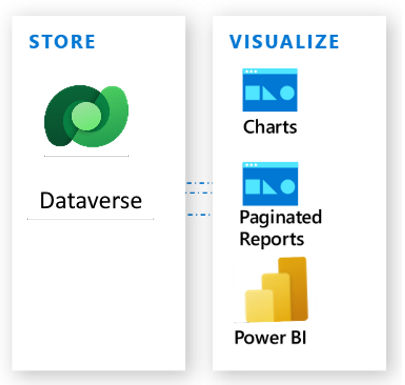 STORE
Dataverse
VISUALIZE
Charts
Paginated
Reports
Power BI